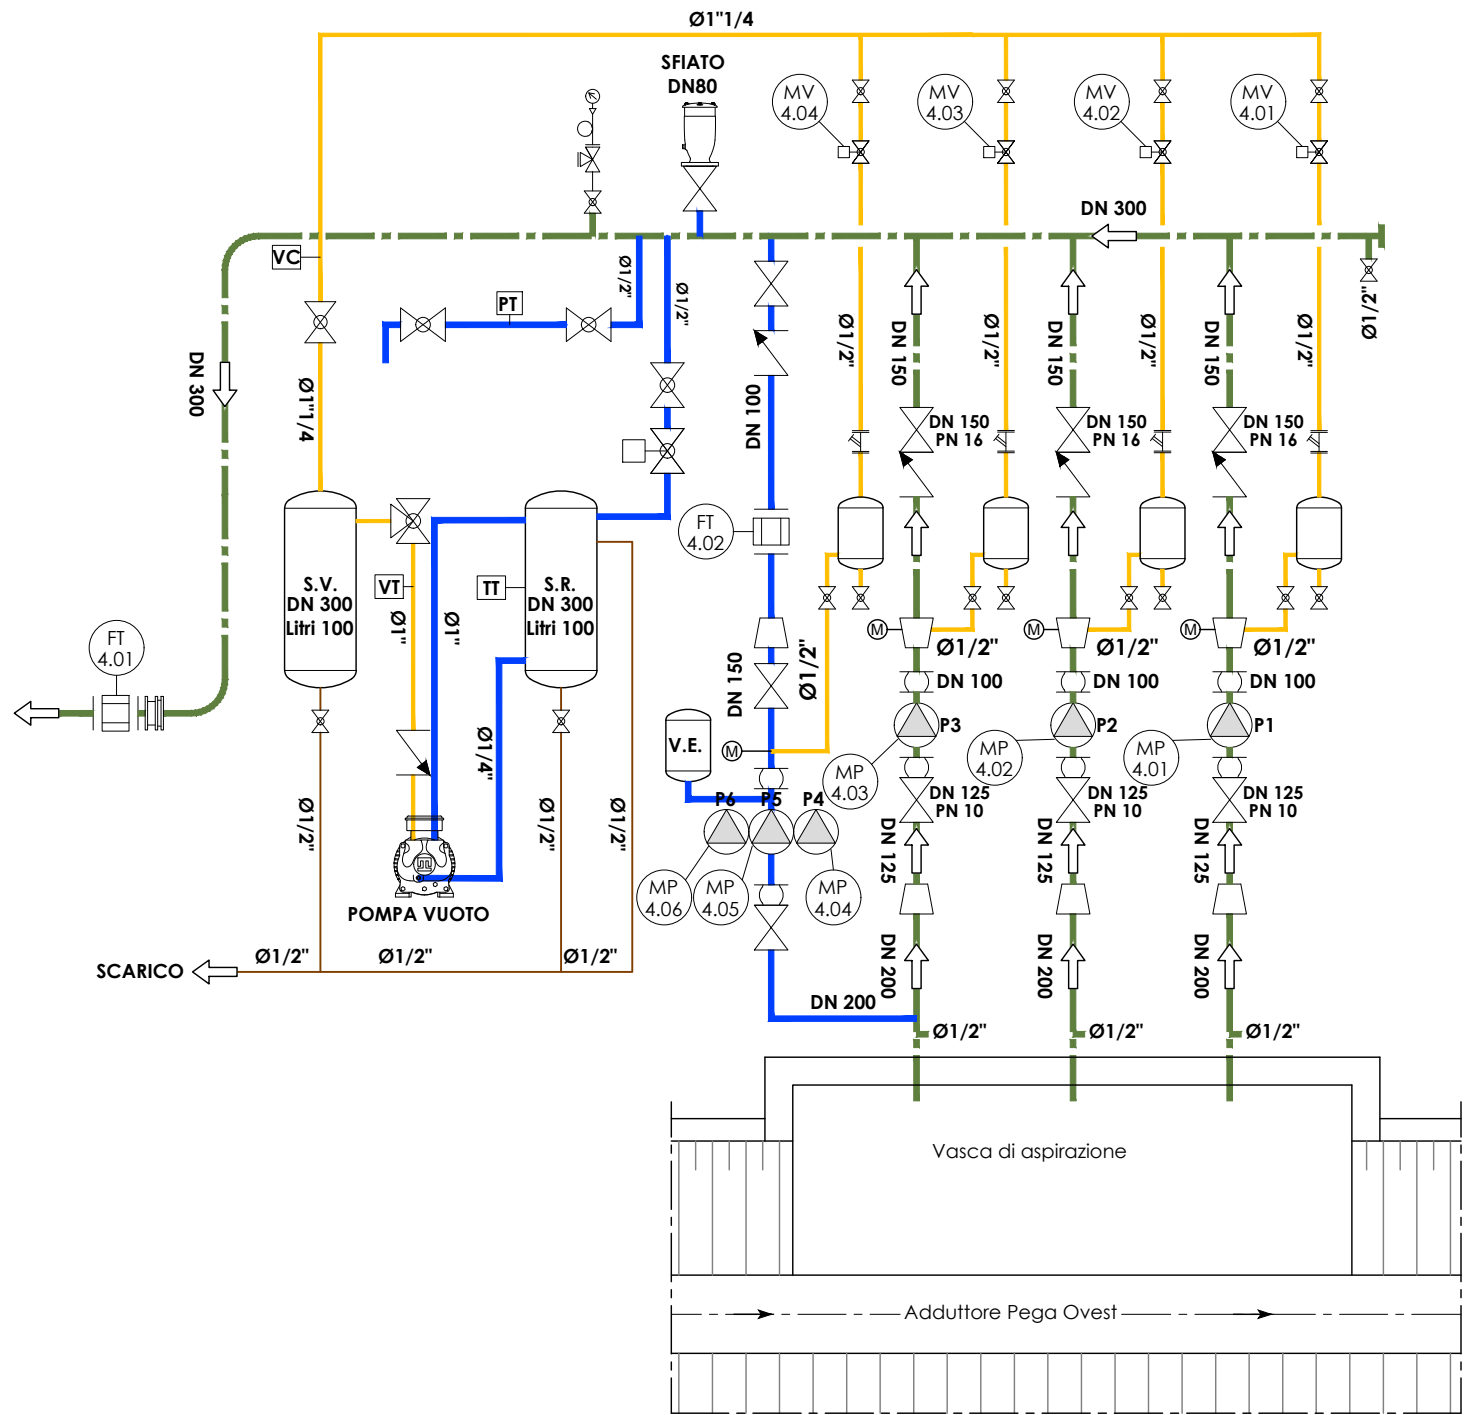 Ø1"1/4
SFIATO
DN80
MV
4.04
MV
4.03
MV
4.02
MV
4.01
DN 300
VC
PT
Ø1/2"
Ø1/2"
Ø1/2"
DN 300
Ø1"1/4
DN 100
Ø1/2"
DN 150
Ø1/2"
DN 150
Ø1/2"
DN 150
Ø1/2"
DN 150
PN 16
DN 150
PN 16
DN 150
PN 16
FT
4.02
S.V.
DN 300
Litri 100
VT
Ø1"
Ø1"
TT
S.R.
DN 300
Litri 100
FT
4.01
M
M
M
Ø1/2"
Ø1/2"
Ø1/2"
Ø1/2"
DN 150
DN 100
DN 100
DN 100
V.E.
M
P3
P2
P1
MP
4.03
MP
4.02
MP
4.01
Ø1/4"
P6
P5
P4
DN 125
PN 10
DN 125
PN 10
DN 125
PN 10
Ø1/2"
Ø1/2"
Ø1/2"
DN 125
DN 125
DN 125
MP
4.06
MP
4.05
MP
4.04
POMPA VUOTO
Ø1/2"
Ø1/2"
Ø1/2"
SCARICO
DN 200
DN 200
DN 200
DN 200
Ø1/2"
Ø1/2"
Ø1/2"
Vasca di aspirazione
Adduttore Pega Ovest